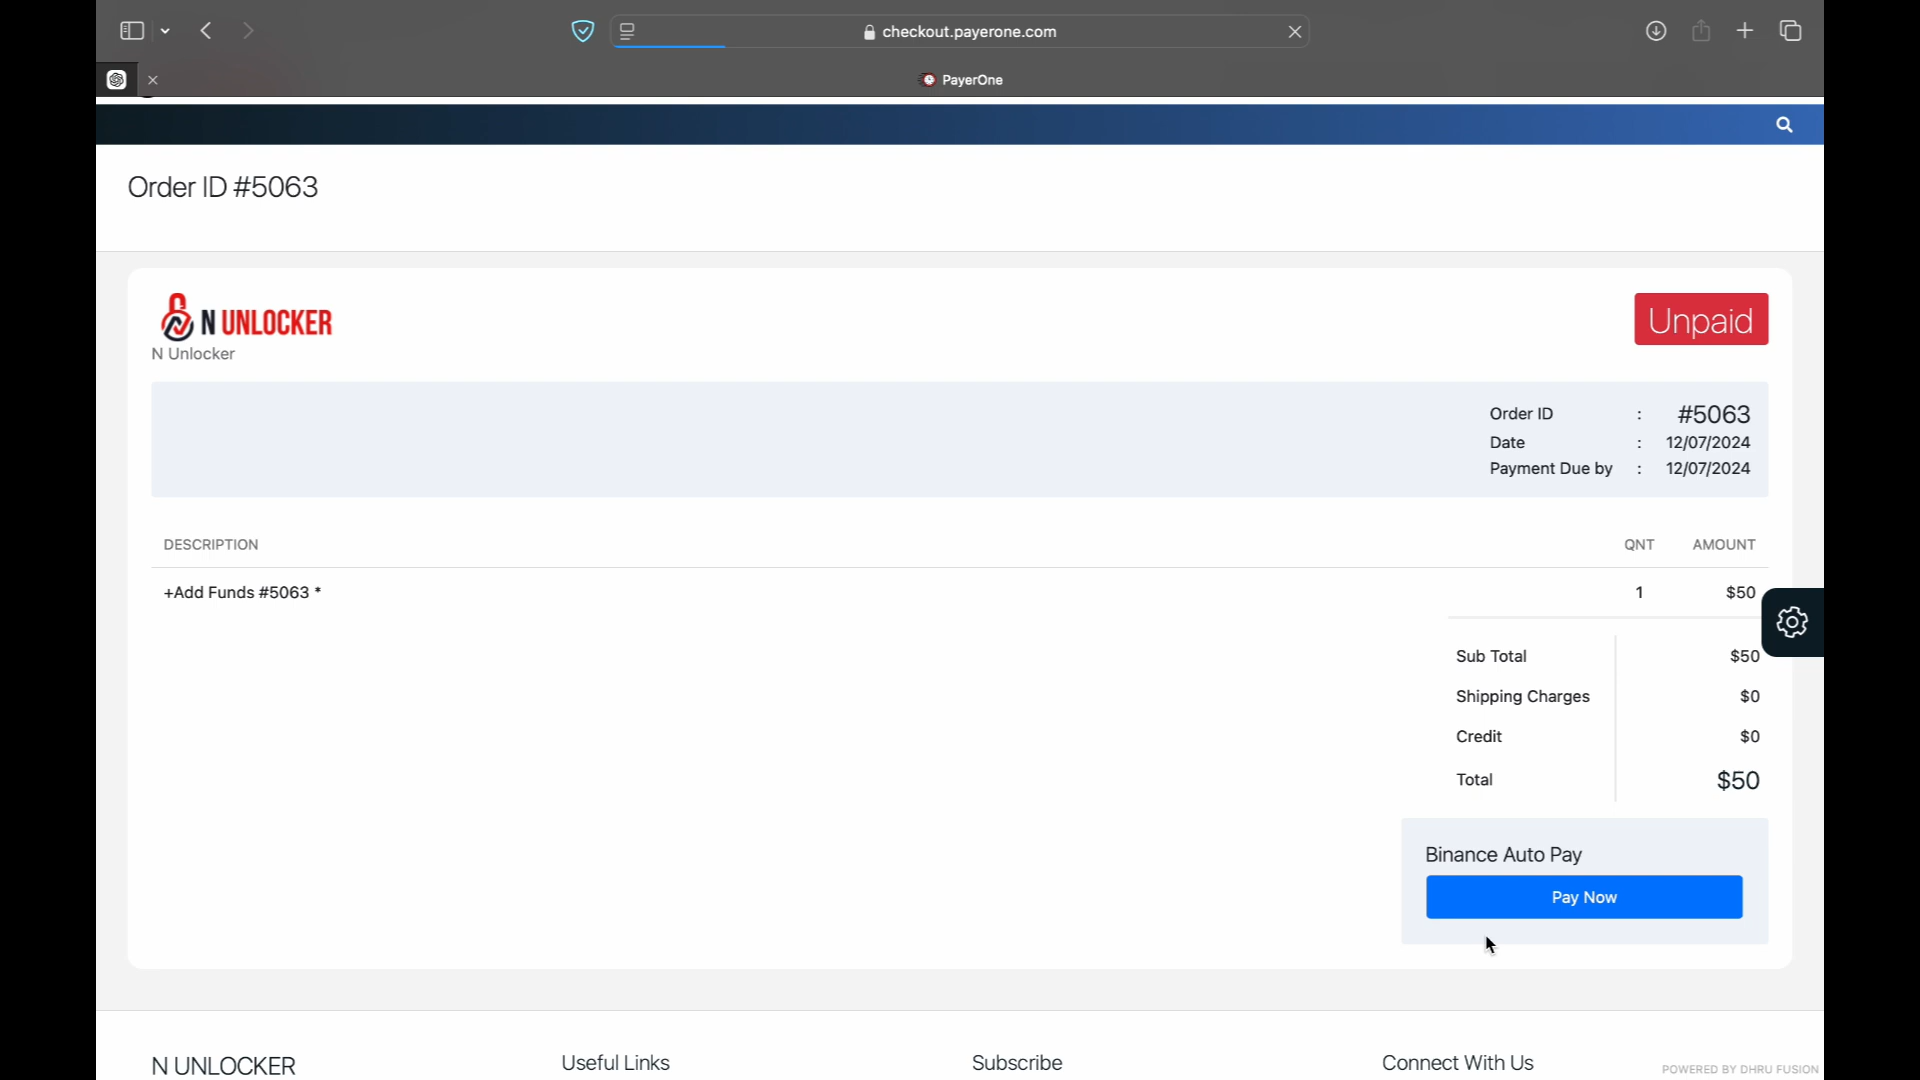 checkout.payerone.com
PayerOne
Order ID #5063
N UNLOCKER
N Unlocker
Unpaid
Order ID : #5063
Date : 12/07/2024
Payment Due by : 12/07/2024
DESCRIPTION QNT AMOUNT
+Add Funds #5063 * 1 $50
Sub Total $50
Shipping Charges $0
Credit $0
Total $50
Binance Auto Pay
Pay Now
N UNLOCKER Useful Links Subscribe Connect With Us
POWERED BY DHRU FUSION